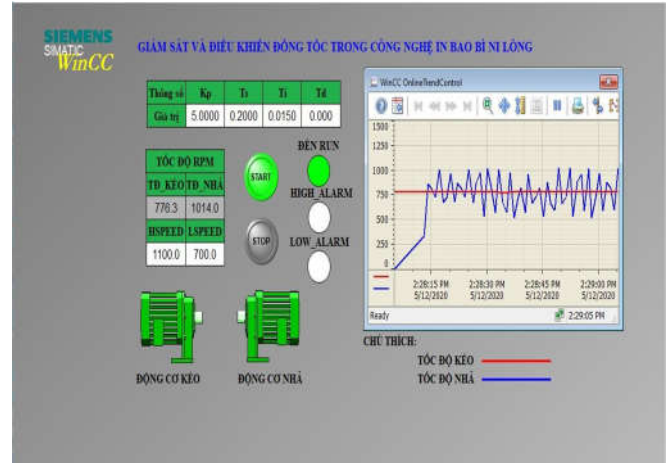 SIEMENS
SIMATIC
WinCC
GIÁM SÁT VÀ ĐIỀU KHIỂN ĐỒNG TỐC TRONG CÔNG NGHỆ IN BAO BÌ NI LÔNG
Thông số Kp Ts Ti Td
Giá trị 5.0000 0.2000 0.0150 0.000
TỐC ĐỘ RPM
TĐ_KÉO TĐ_NHẢ
776.3 1014.0
HSPEED LSPEED
1100.0 700.0
START
STOP
ĐÈN RUN
HIGH_ALARM
LOW_ALARM
ĐỘNG CƠ KÉO ĐỘNG CƠ NHẢ
WinCC OnlineTrendControl
1500
1250
1000
750
500
250
0
2:28:15 PM 2:28:30 PM 2:28:45 PM 2:29:00 PM
5/12/2020 5/12/2020 5/12/2020 5/12/2020
Ready 2:29:05 PM
CHÚ THÍCH:
TỐC ĐỘ KÉO
TỐC ĐỘ NHẢ